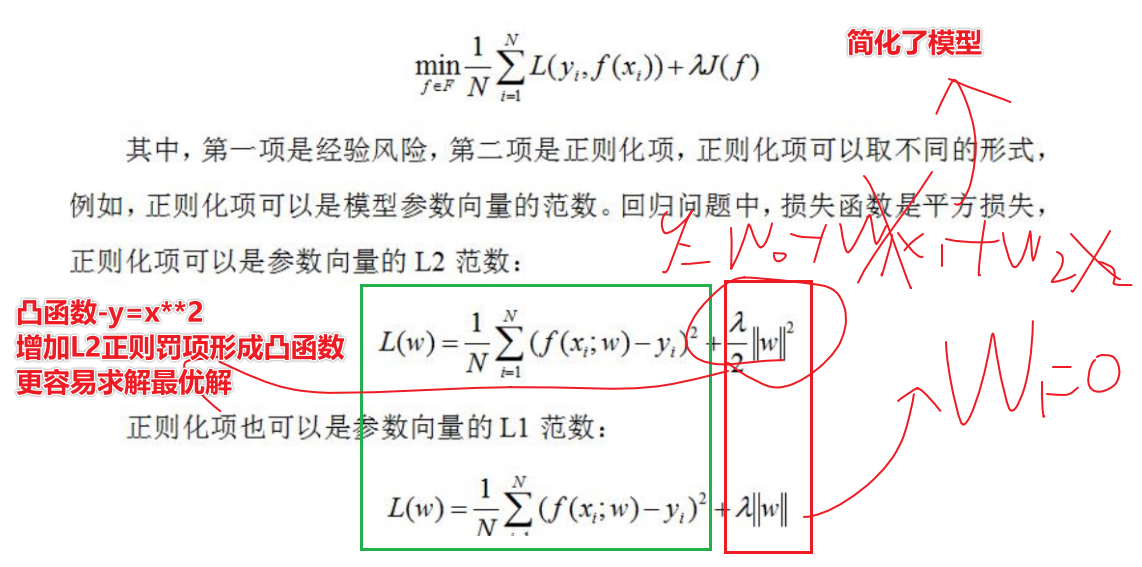 简化了模型
\min_{f \in F} \frac{1}{N} \sum_{i=1}^{N} L(y_i, f(x_i)) + \lambda J(f)
其中，第一项是经验风险，第二项是正则化项，正则化项可以取不同的形式，
例如，正则化项可以是模型参数向量的范数。回归问题中，损失函数是平方损失，
正则化项可以是参数向量的 L2 范数：
y=w_0+w_1x_1+w_2x_2
凸函数-y=x**2
增加L2正则罚项形成凸函数
更容易求解最优解
L(w) = \frac{1}{N} \sum_{i=1}^{N} (f(x_i; w) - y_i)^2 + \frac{\lambda}{2} \|w\|^2
W_1=0
正则化项也可以是参数向量的 L1 范数：
L(w) = \frac{1}{N} \sum_{i=1}^{N} (f(x_i; w) - y_i)^2 + \lambda \|w\|